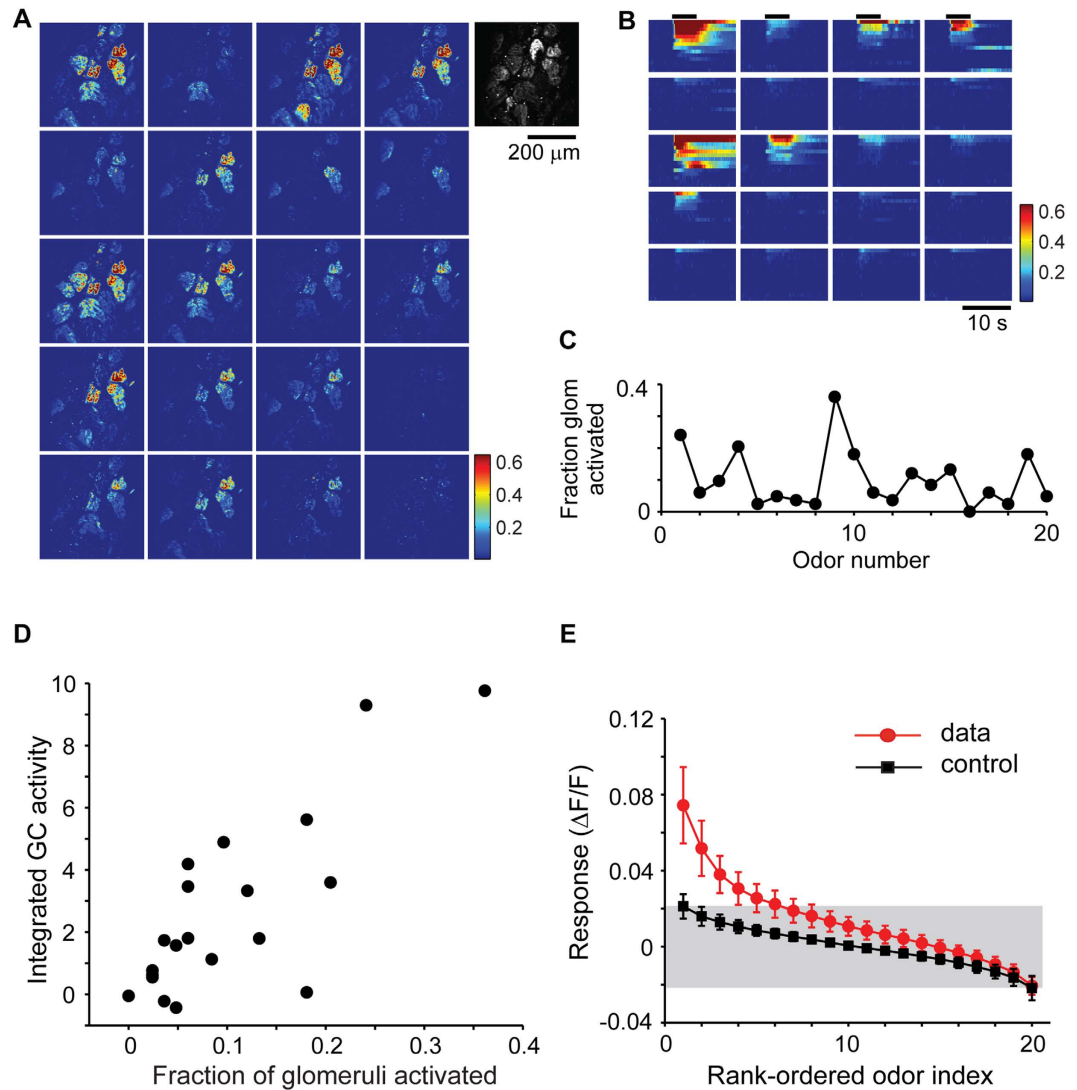 A
200 μm
0.6
0.4
0.2
B
0.6
0.4
0.2
10 s
C
Fraction glom
activated
0.4
0
0
10
20
Odor number
D
Integrated GC activity
10
8
6
4
2
0
0
0.1
0.2
0.3
0.4
Fraction of glomeruli activated
E
Response (ΔF/F)
0.12
0.08
0.04
0
-0.04
data
control
0
10
20
Rank-ordered odor index